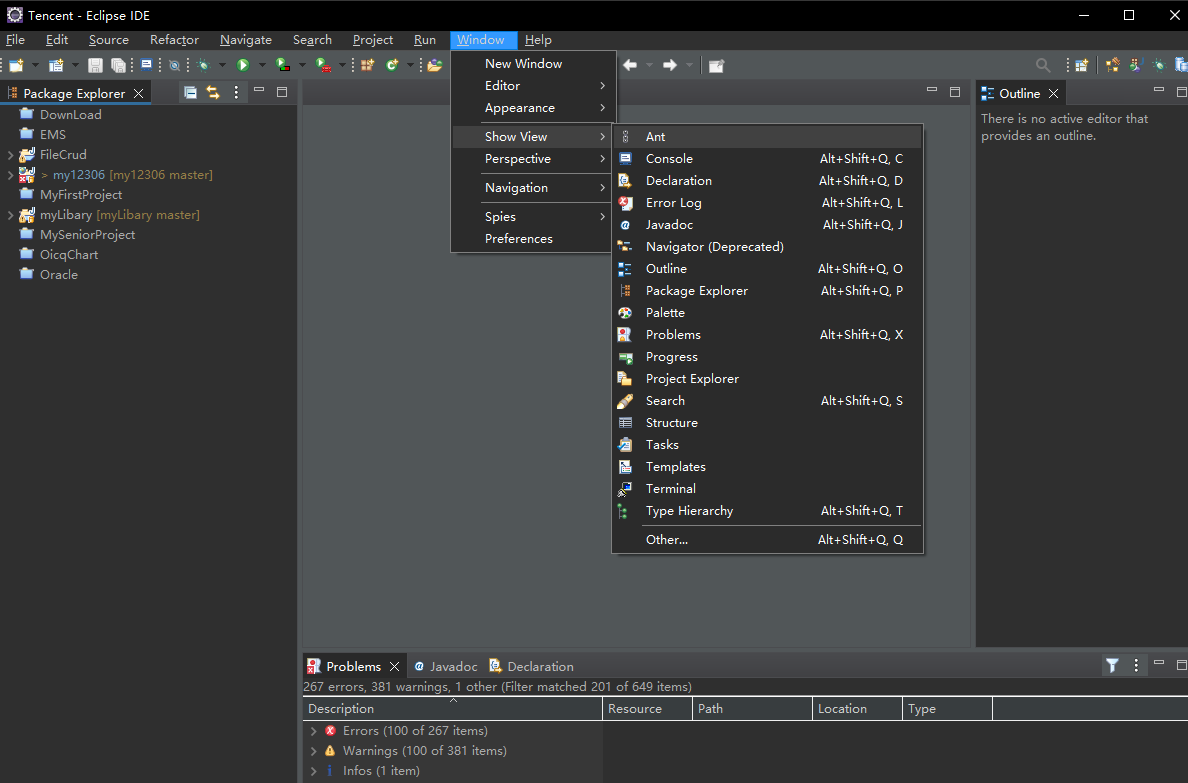 Tencent - Eclipse IDE
File Edit Source Refactor Navigate Search Project Run Window Help
New Window
Editor
Appearance
Show View
Perspective
Navigation
Spies
Preferences
Ant
Console Alt+Shift+Q, C
Declaration Alt+Shift+Q, D
Error Log Alt+Shift+Q, L
Javadoc Alt+Shift+Q, J
Navigator (Deprecated)
Outline Alt+Shift+Q, O
Package Explorer Alt+Shift+Q, P
Palette
Problems Alt+Shift+Q, X
Progress
Project Explorer
Search Alt+Shift+Q, S
Structure
Tasks
Templates
Terminal
Type Hierarchy Alt+Shift+Q, T
Other... Alt+Shift+Q, Q
Package Explorer
DownLoad
EMS
FileCrud
> my12306 [my12306 master]
MyFirstProject
myLibary [myLibary master]
MySeniorProject
OicqChart
Oracle
Outline
There is no active editor that
provides an outline.
Problems Javadoc Declaration
267 errors, 381 warnings, 1 other (Filter matched 201 of 649 items)
Description Resource Path Location Type
Errors (100 of 267 items)
Warnings (100 of 381 items)
Infos (1 item)